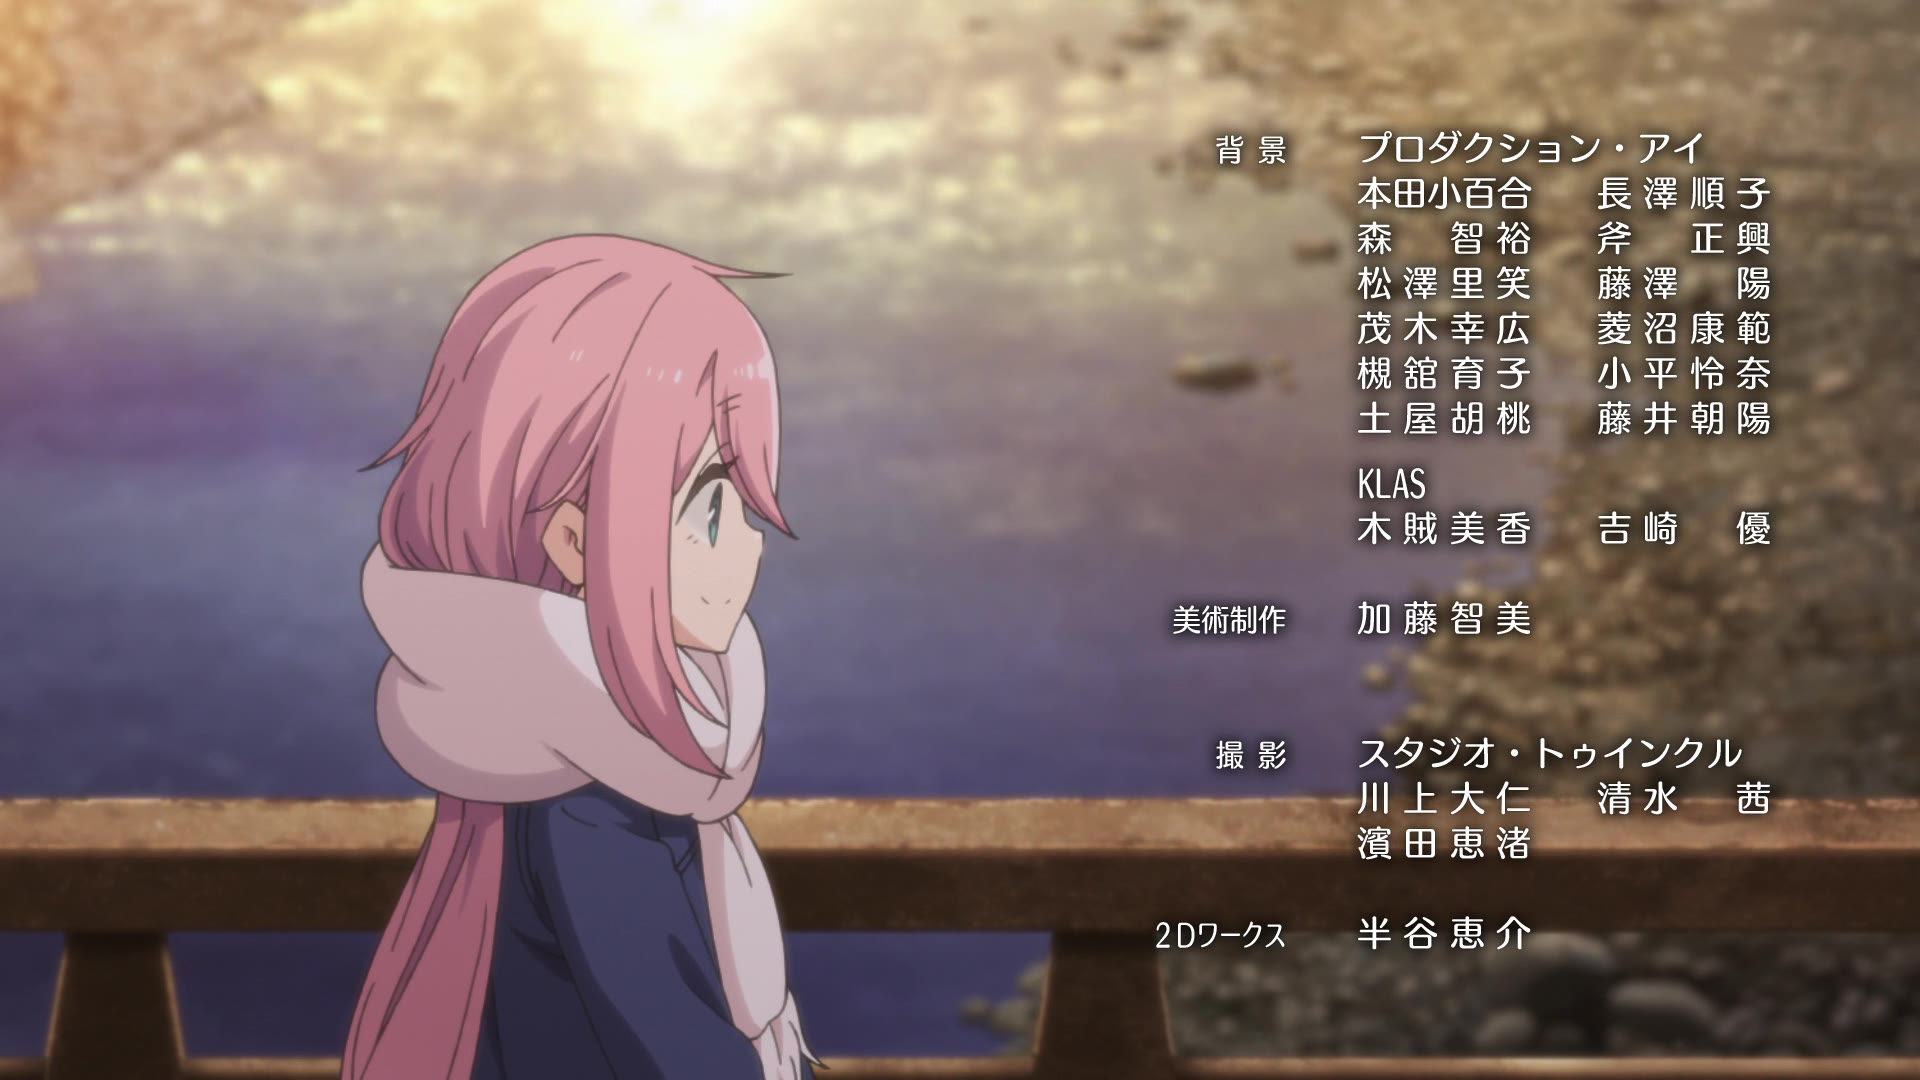 背景 プロダクション・アイ
本田小百合 長澤順子
森 智裕 斧 正興
松澤里笑 藤澤 陽
茂木幸広 菱沼康範
槻舘育子 小平怜奈
土屋胡桃 藤井朝陽
KLAS
木賊美香 吉崎 優
美術制作 加藤智美
撮影 スタジオ・トゥインクル
川上大仁 清水 茜
濱田恵渚
2Dワークス 半谷恵介